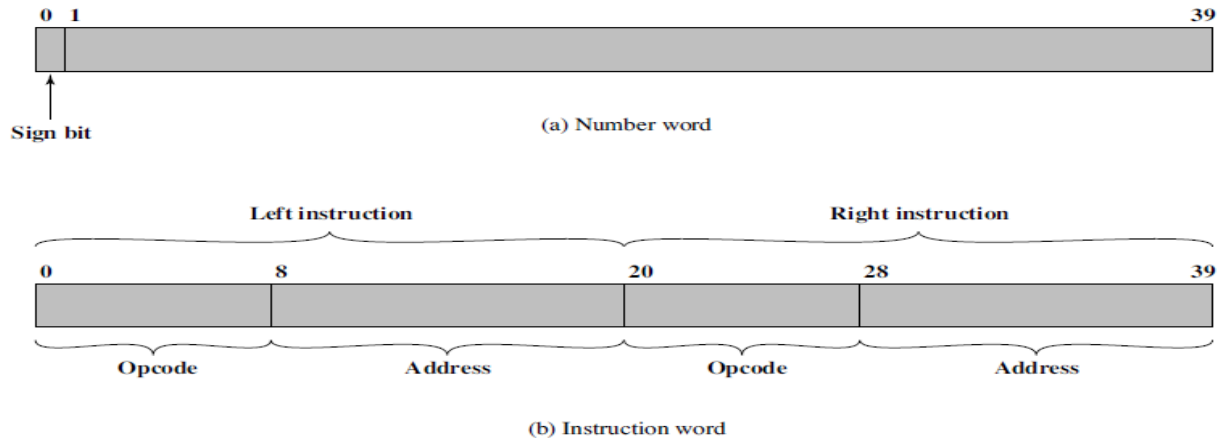 0 1 39
Sign bit
(a) Number word
Left instruction Right instruction
0 8 20 28 39
Opcode Address Opcode Address
(b) Instruction word